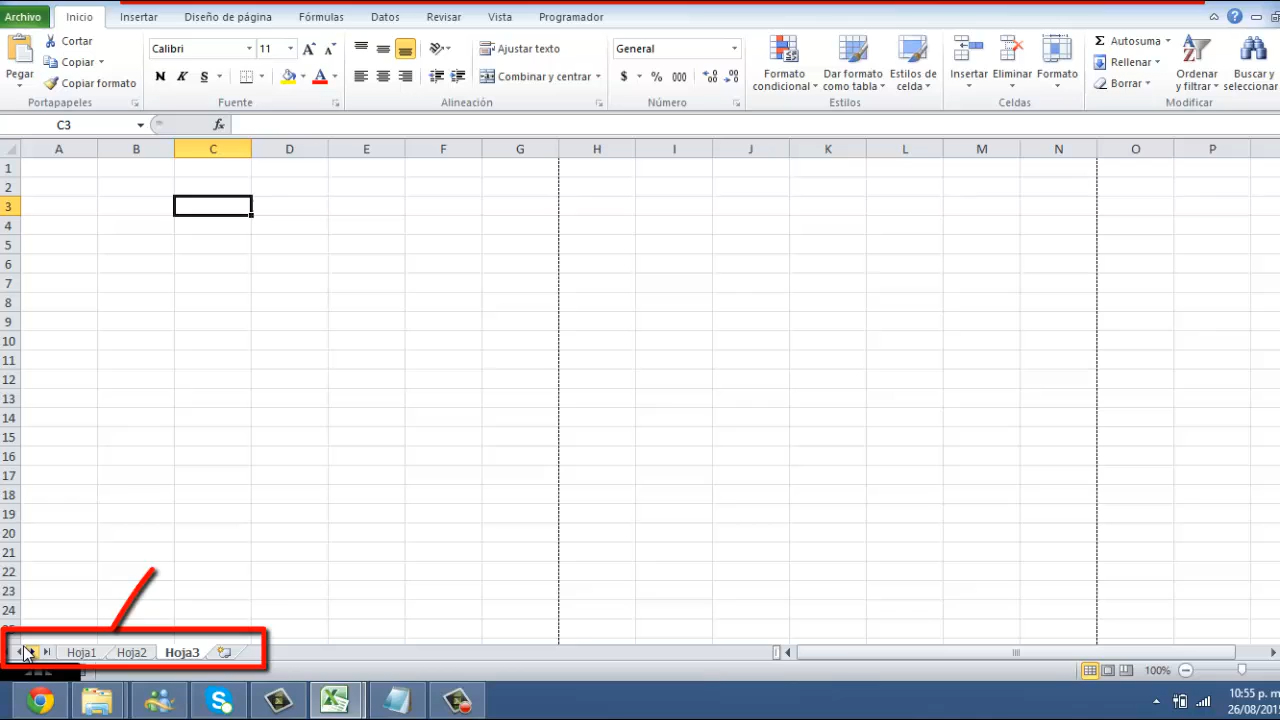 Archivo Inicio Insertar Diseño de página Fórmulas Datos Revisar Vista Programador
Pegar
Cortar
Copiar
Copiar formato
Portapapeles
Calibri 11
N K S
Fuente
Ajustar texto
Combinar y centrar
Alineación
General
$ % 000
Número
Formato
condicional
Dar formato
como tabla
Estilos de
celda
Estilos
Insertar
Eliminar
Formato
Celdas
Autosuma
Rellenar
Borrar
Ordenar
y filtrar
Buscar y
seleccionar
Modificar
C3
fx
A B C D E F G H I J K L M N O P
1
2
3
4
5
6
7
8
9
10
11
12
13
14
15
16
17
18
19
20
21
22
23
24
Hoja1 Hoja2 Hoja3
100%
10:55 p. m
26/08/201